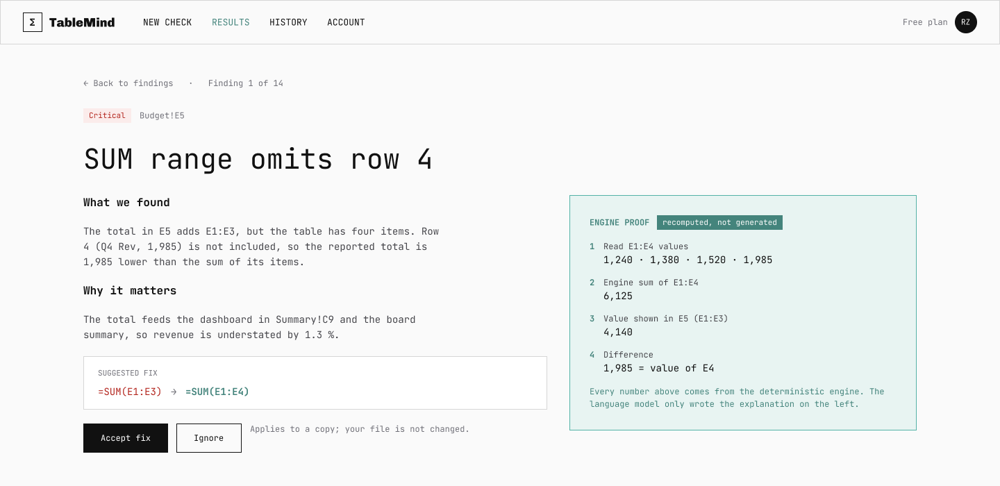 Σ TableMind NEW CHECK RESULTS HISTORY ACCOUNT Free plan RZ
← Back to findings · Finding 1 of 14
Critical Budget!E5
SUM range omits row 4
What we found
The total in E5 adds E1:E3, but the table has four items. Row
4 (Q4 Rev, 1,985) is not included, so the reported total is
1,985 lower than the sum of its items.
Why it matters
The total feeds the dashboard in Summary!C9 and the board
summary, so revenue is understated by 1.3 %.
SUGGESTED FIX
=SUM(E1:E3) → =SUM(E1:E4)
Accept fix Ignore Applies to a copy; your file is not changed.
ENGINE PROOF recomputed, not generated
1 Read E1:E4 values
1,240 · 1,380 · 1,520 · 1,985
2 Engine sum of E1:E4
6,125
3 Value shown in E5 (E1:E3)
4,140
4 Difference
1,985 = value of E4
Every number above comes from the deterministic engine. The
language model only wrote the explanation on the left.